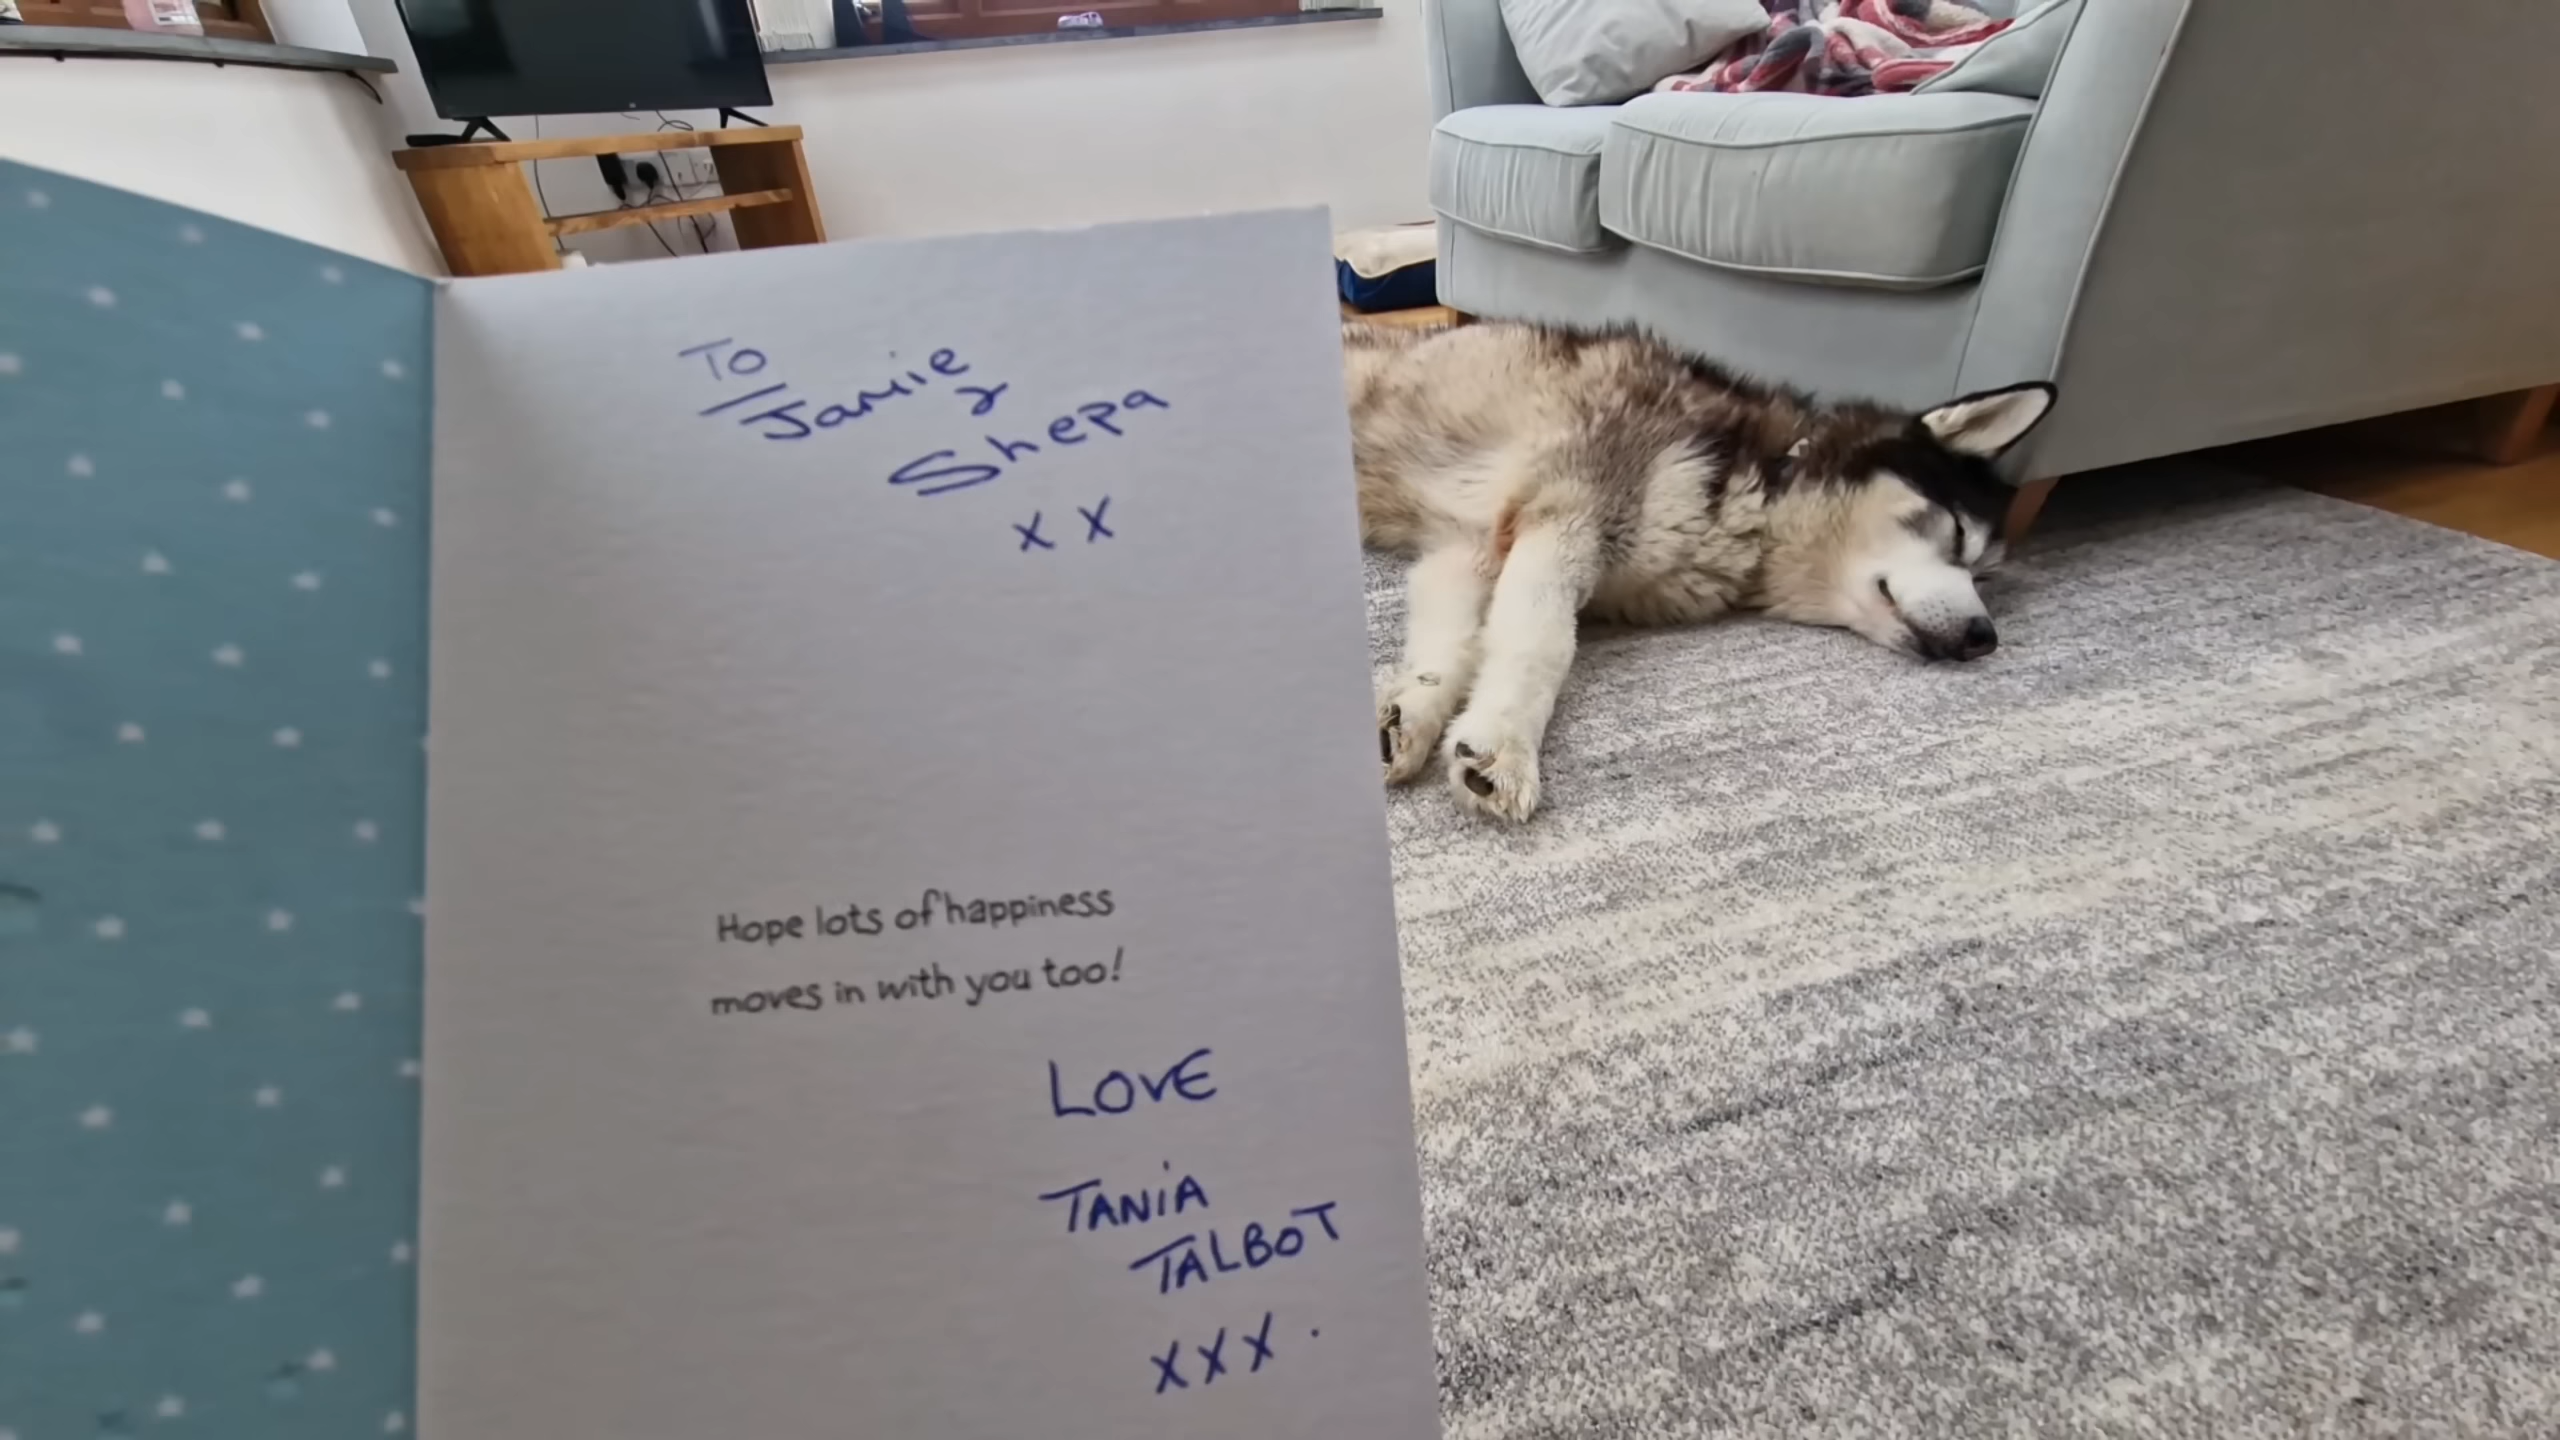 To
Jamie
&
Shepa
x x
Hope lots of happiness
moves in with you too!
LOVE
TANiA
TALBOT
xxx.